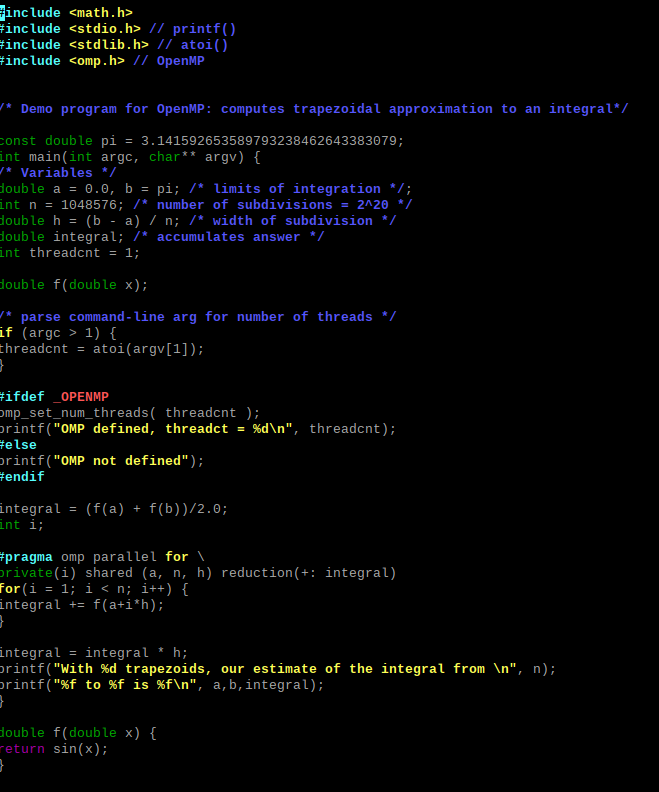 #include <math.h>
#include <stdio.h> // printf()
#include <stdlib.h> // atoi()
#include <omp.h> // OpenMP
/* Demo program for OpenMP: computes trapezoidal approximation to an integral*/
const double pi = 3.141592653589793238462643383079;
int main(int argc, char** argv) {
/* Variables */
double a = 0.0, b = pi; /* limits of integration */;
int n = 1048576; /* number of subdivisions = 2^20 */
double h = (b - a) / n; /* width of subdivision */
double integral; /* accumulates answer */
int threadcnt = 1;
double f(double x);
/* parse command-line arg for number of threads */
if (argc > 1) {
threadcnt = atoi(argv[1]);
}
#ifdef _OPENMP
omp_set_num_threads( threadcnt );
printf("OMP defined, threadct = %d\n", threadcnt);
#else
printf("OMP not defined");
#endif
integral = (f(a) + f(b))/2.0;
int i;
#pragma omp parallel for \
private(i) shared (a, n, h) reduction(+: integral)
for(i = 1; i < n; i++) {
integral += f(a+i*h);
}
integral = integral * h;
printf("With %d trapezoids, our estimate of the integral from \n", n);
printf("%f to %f is %f\n", a,b,integral);
}
double f(double x) {
return sin(x);
}